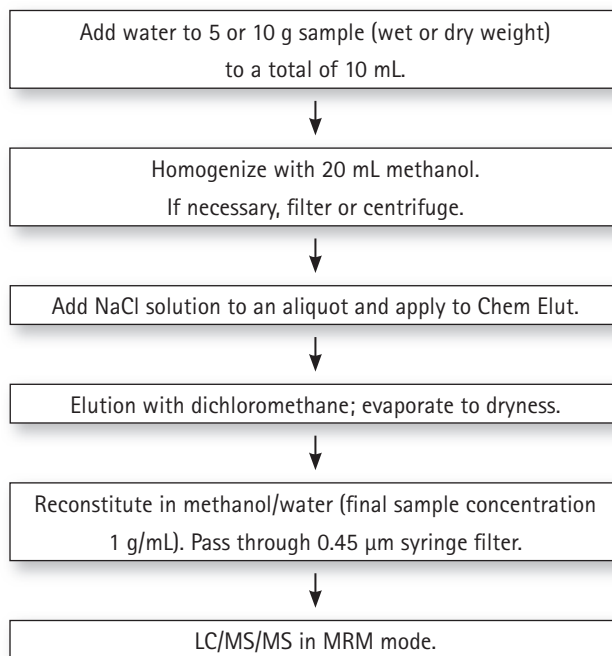 Add water to 5 or 10 g sample (wet or dry weight)
to a total of 10 mL.
Homogenize with 20 mL methanol.
If necessary, filter or centrifuge.
Add NaCl solution to an aliquot and apply to Chem Elut.
Elution with dichloromethane; evaporate to dryness.
Reconstitute in methanol/water (final sample concentration
1 g/mL). Pass through 0.45 µm syringe filter.
LC/MS/MS in MRM mode.